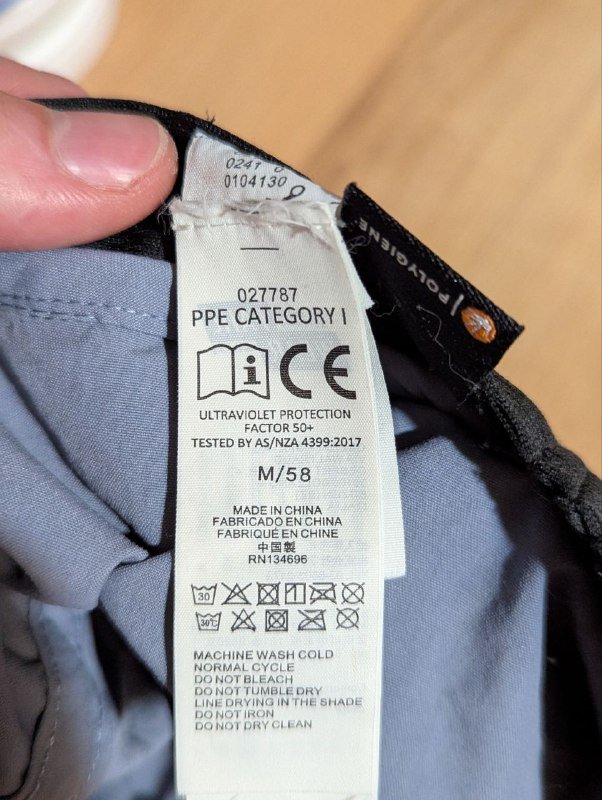 0241
0104130
POLYGIENE
027787
PPE CATEGORY I
i CE
ULTRAVIOLET PROTECTION
FACTOR 50+
TESTED BY AS/NZA 4399:2017
M/58
MADE IN CHINA
FABRICADO EN CHINA
FABRIQUÉ EN CHINE
中国製
RN134696
30
30℃
MACHINE WASH COLD
NORMAL CYCLE
DO NOT BLEACH
DO NOT TUMBLE DRY
LINE DRYING IN THE SHADE
DO NOT IRON
DO NOT DRY CLEAN